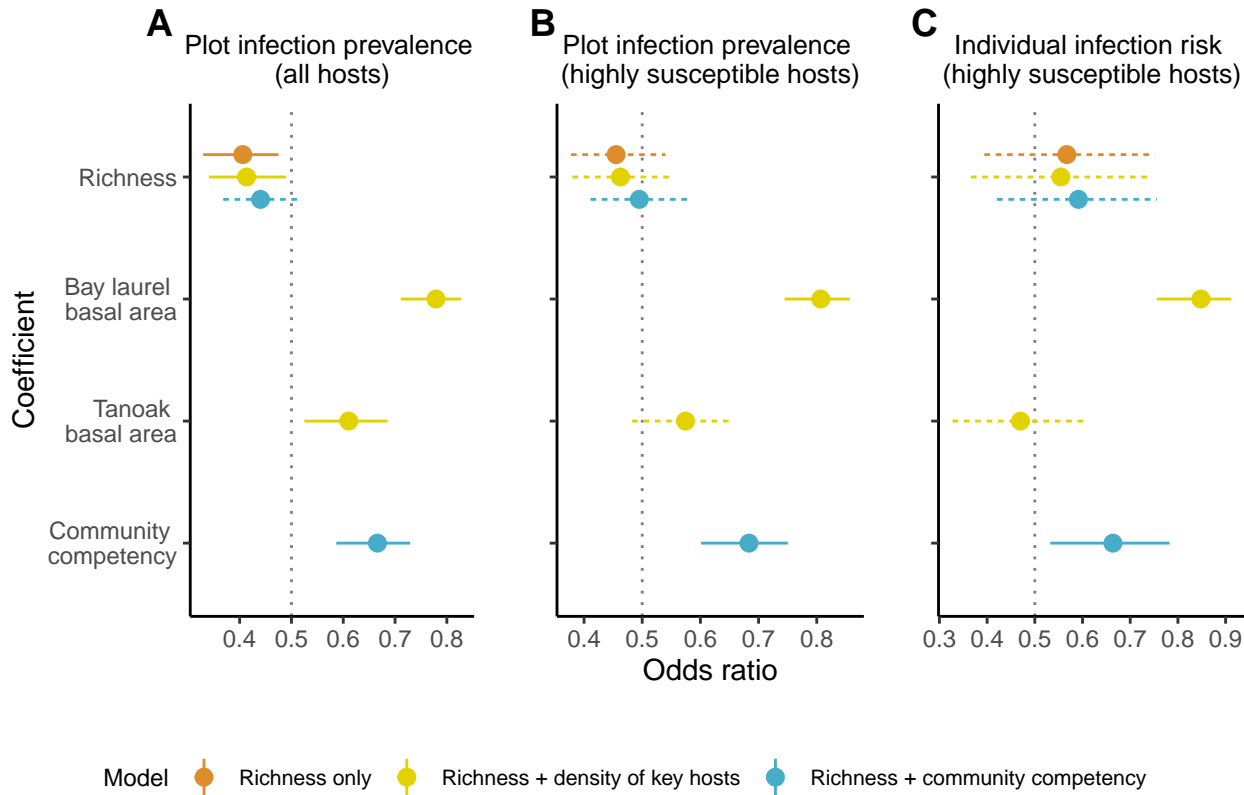 A
Plot infection prevalence
(all hosts)
B
Plot infection prevalence
(highly susceptible hosts)
C
Individual infection risk
(highly susceptible hosts)
Coefficient
Richness
Bay laurel
basal area
Tanoak
basal area
Community
competency
0.4 0.5 0.6 0.7 0.8
0.4 0.5 0.6 0.7 0.8
0.3 0.4 0.5 0.6 0.7 0.8 0.9
Odds ratio
Model Richness only Richness + density of key hosts Richness + community competency